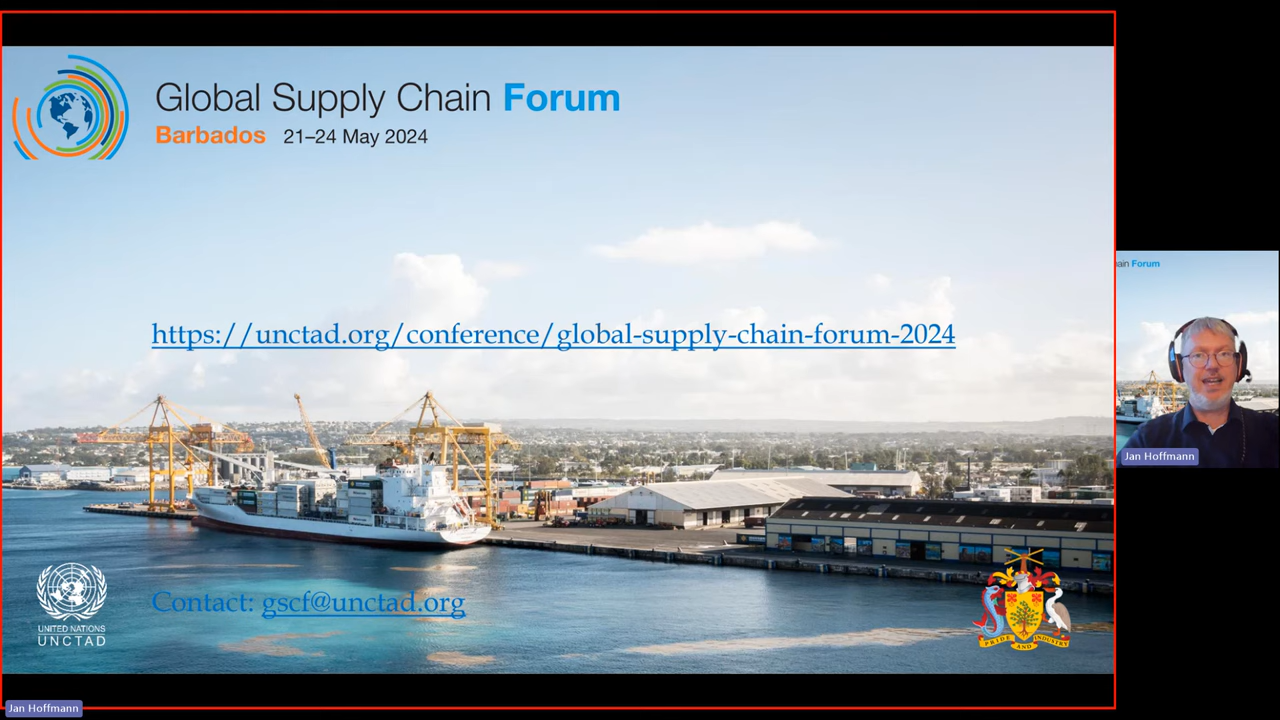 Global Supply Chain Forum
Barbados 21–24 May 2024
https://unctad.org/conference/global-supply-chain-forum-2024
Contact: gscf@unctad.org
UNITED NATIONS
UNCTAD
PRIDE AND INDUSTRY
Jan Hoffmann
ain Forum
Jan Hoffmann